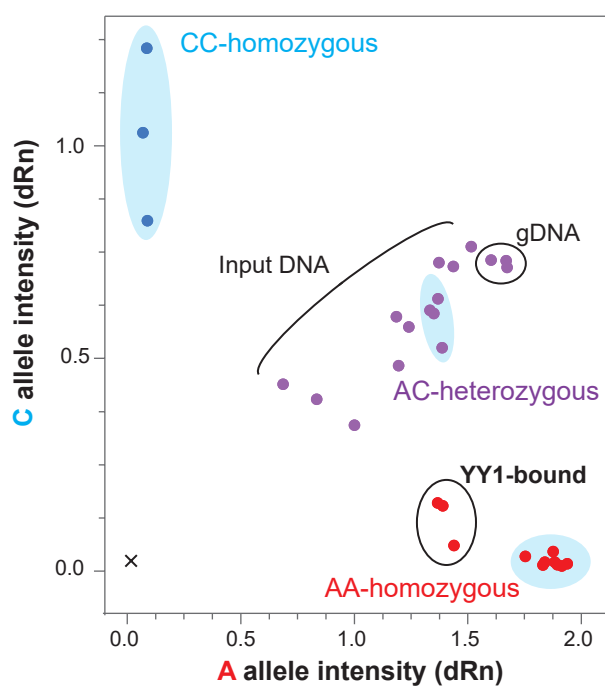 CC-homozygous
C allele intensity (dRn)
1.0
0.5
0.0
Input DNA
gDNA
AC-heterozygous
YY1-bound
AA-homozygous
0.0 0.5 1.0 1.5 2.0
A allele intensity (dRn)